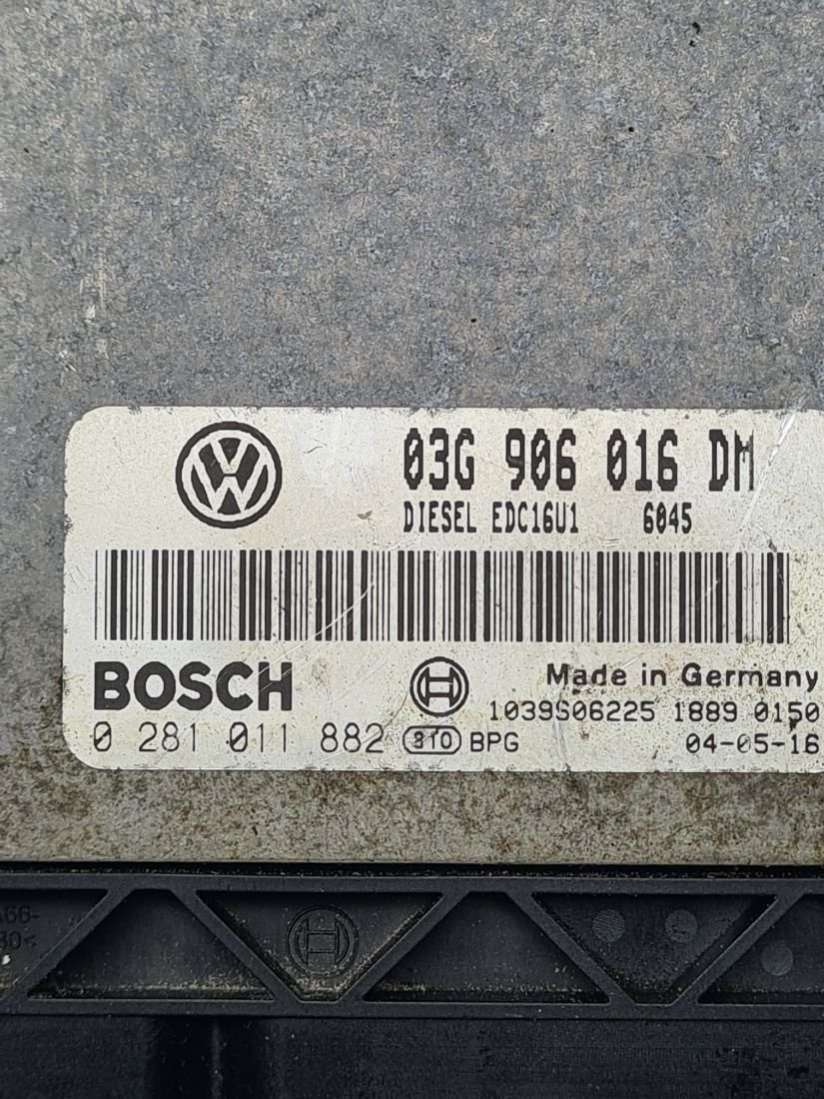 03G 906 016 DM
DIESEL EDC16U1 6045
BOSCH
Made in Germany
1039S06225 1889 0150
0 281 011 882 310 BPG
04-05-16